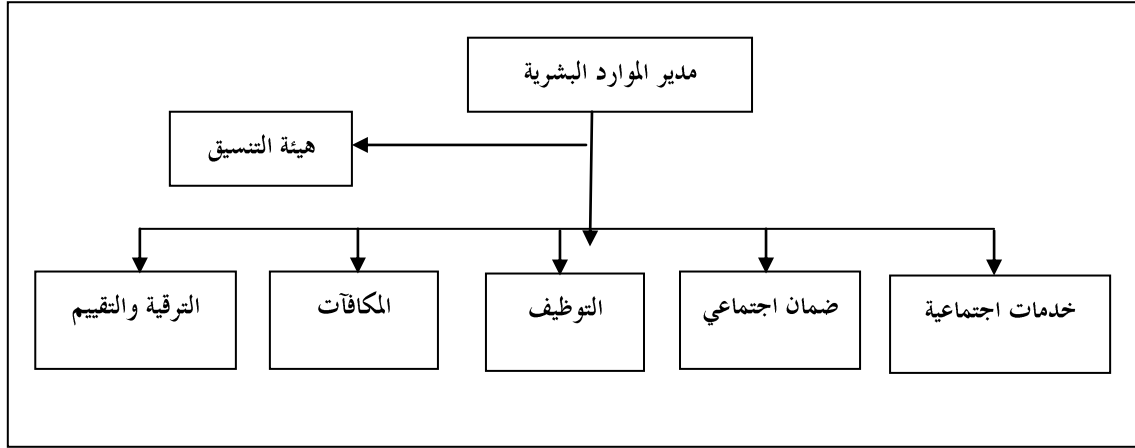 مدير الموارد البشرية
هيئة التنسيق
خدمات اجتماعية
ضمان اجتماعي
التوظيف
المكافآت
الترقية والتقييم